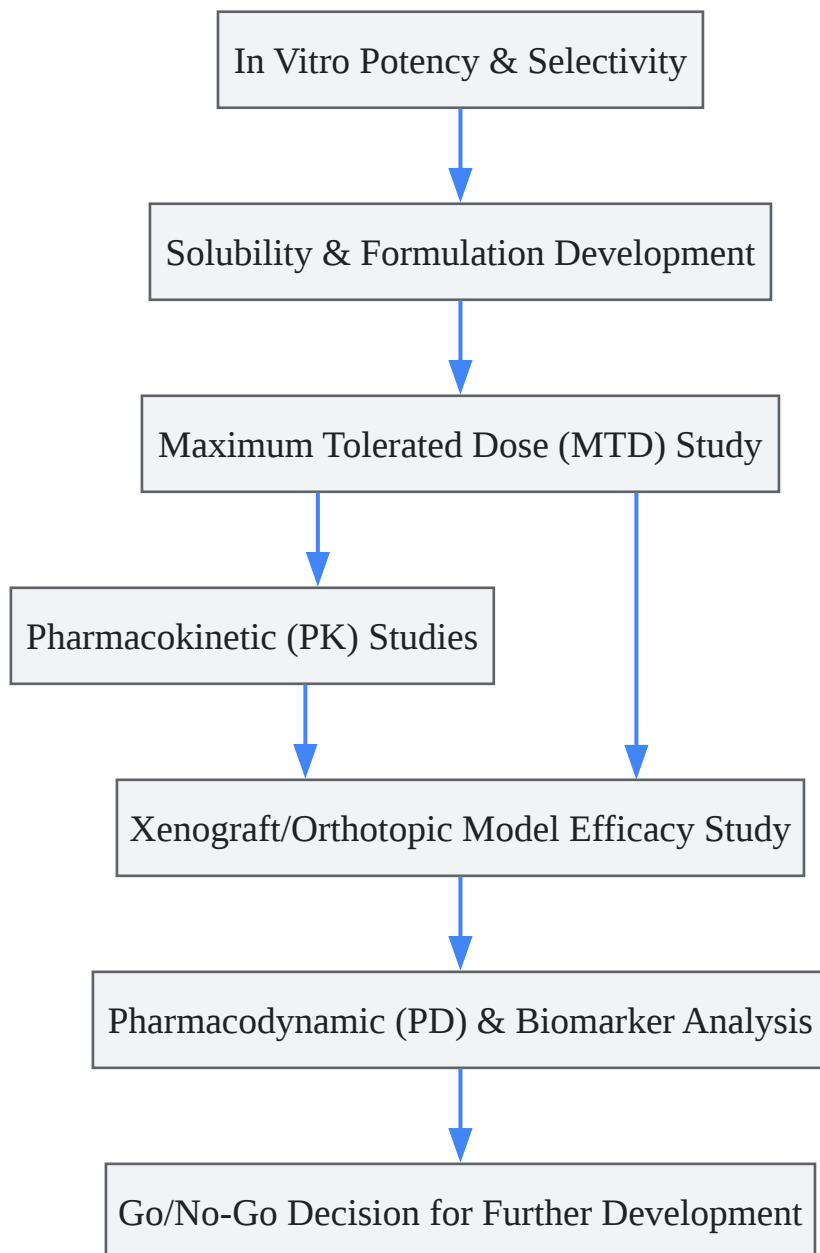 In Vitro Potency & Selectivity
Solubility & Formulation Development
Maximum Tolerated Dose (MTD) Study
Pharmacokinetic (PK) Studies
Xenograft/Orthotopic Model Efficacy Study
Pharmacodynamic (PD) & Biomarker Analysis
Go/No-Go Decision for Further Development